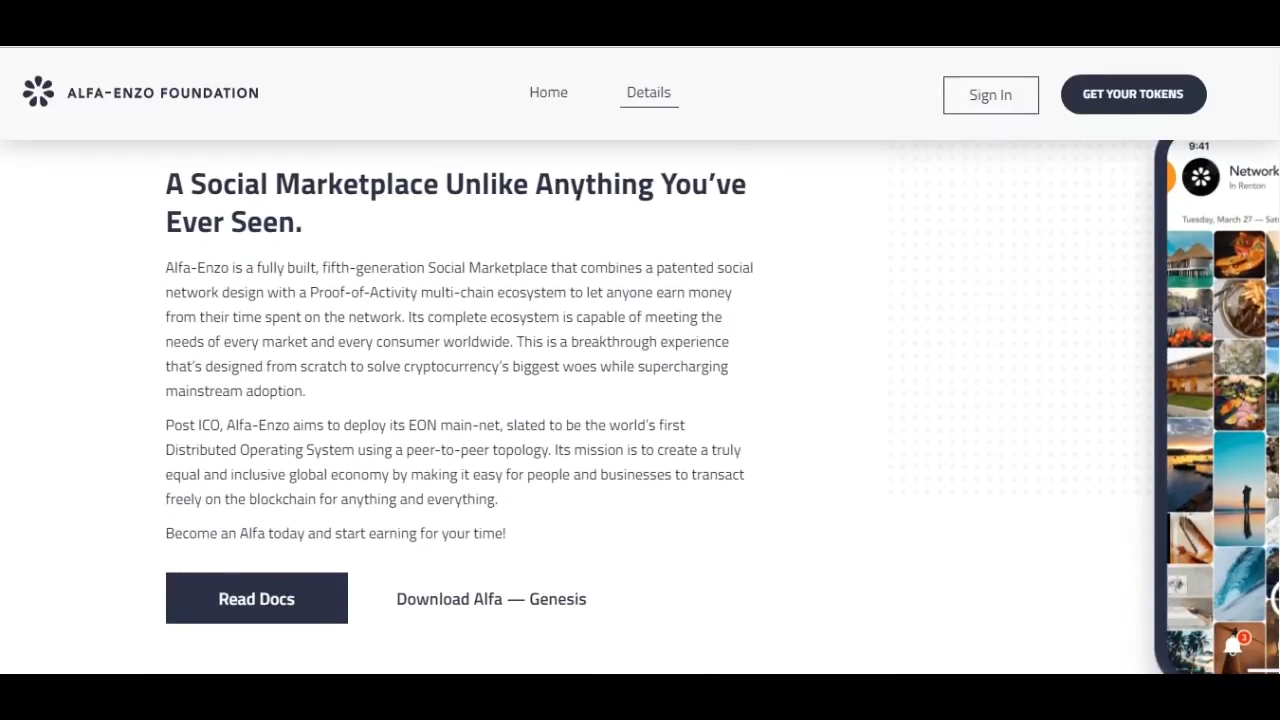 ALFA-ENZO FOUNDATION
Home
Details
Sign In
GET YOUR TOKENS
A Social Marketplace Unlike Anything You’ve
Ever Seen.
Alfa-Enzo is a fully built, fifth-generation Social Marketplace that combines a patented social
network design with a Proof-of-Activity multi-chain ecosystem to let anyone earn money
from their time spent on the network. Its complete ecosystem is capable of meeting the
needs of every market and every consumer worldwide. This is a breakthrough experience
that’s designed from scratch to solve cryptocurrency’s biggest woes while supercharging
mainstream adoption.
Post ICO, Alfa-Enzo aims to deploy its EON main-net, slated to be the world’s first
Distributed Operating System using a peer-to-peer topology. Its mission is to create a truly
equal and inclusive global economy by making it easy for people and businesses to transact
freely on the blockchain for anything and everything.
Become an Alfa today and start earning for your time!
Read Docs
Download Alfa — Genesis
9:41
Network
In Renton
Tuesday, March 27 — Sat
3